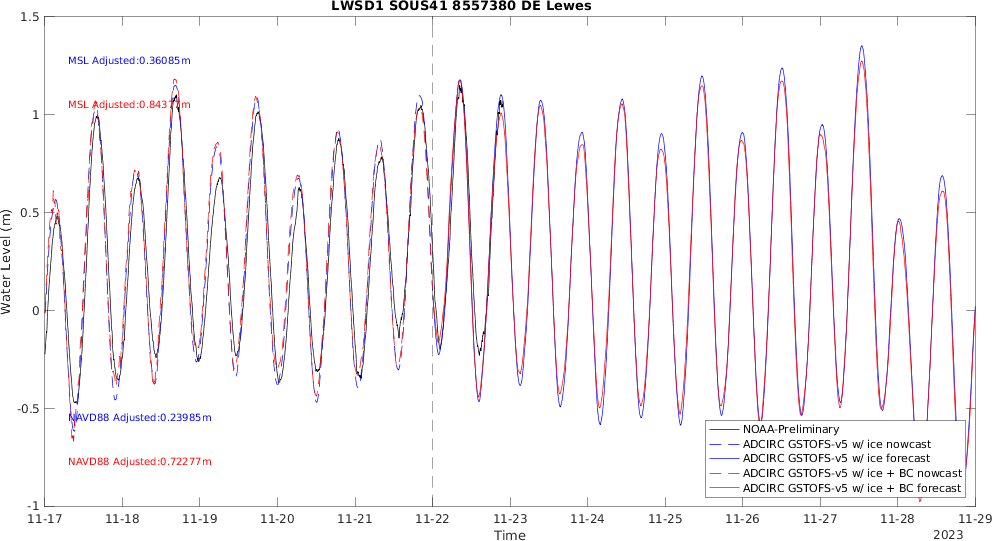 LWSD1 SOUS41 8557380 DE Lewes
1.5
MSL Adjusted:0.36085m
MSL Adjusted:0.843
1
0.5
Water Level (m)
0
-0.5
NAVD88 Adjusted:0.23985m
NAVD88 Adjusted:0.72277m
-1
NOAA-Preliminary
ADCIRC GSTOFS-v5 w/ ice nowcast
ADCIRC GSTOFS-v5 w/ ice forecast
ADCIRC GSTOFS-v5 w/ ice + BC nowcast
ADCIRC GSTOFS-v5 w/ ice + BC forecast
11-17 11-18 11-19 11-20 11-21 11-22 11-23 11-24 11-25 11-26 11-27 11-28 11-29
Time
2023